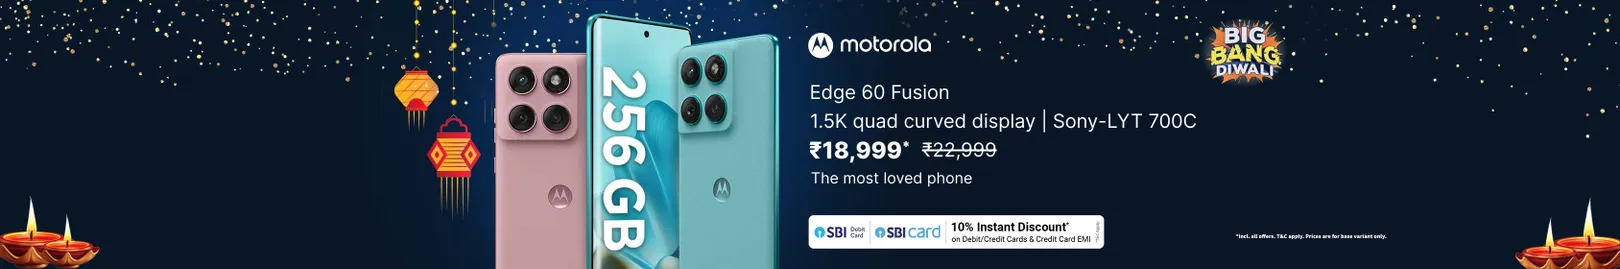 256 GB
motorola
Edge 60 Fusion
1.5K quad curved display | Sony-LYT 700C
₹18,999* ₹22,999
The most loved phone
SBI Debit Card
SBI card
10% Instant Discount*
on Debit/Credit Cards & Credit Card EMI
BIG
BANG
DIWALI
*Incl. all offers. T&C apply. Prices are for base variant only.